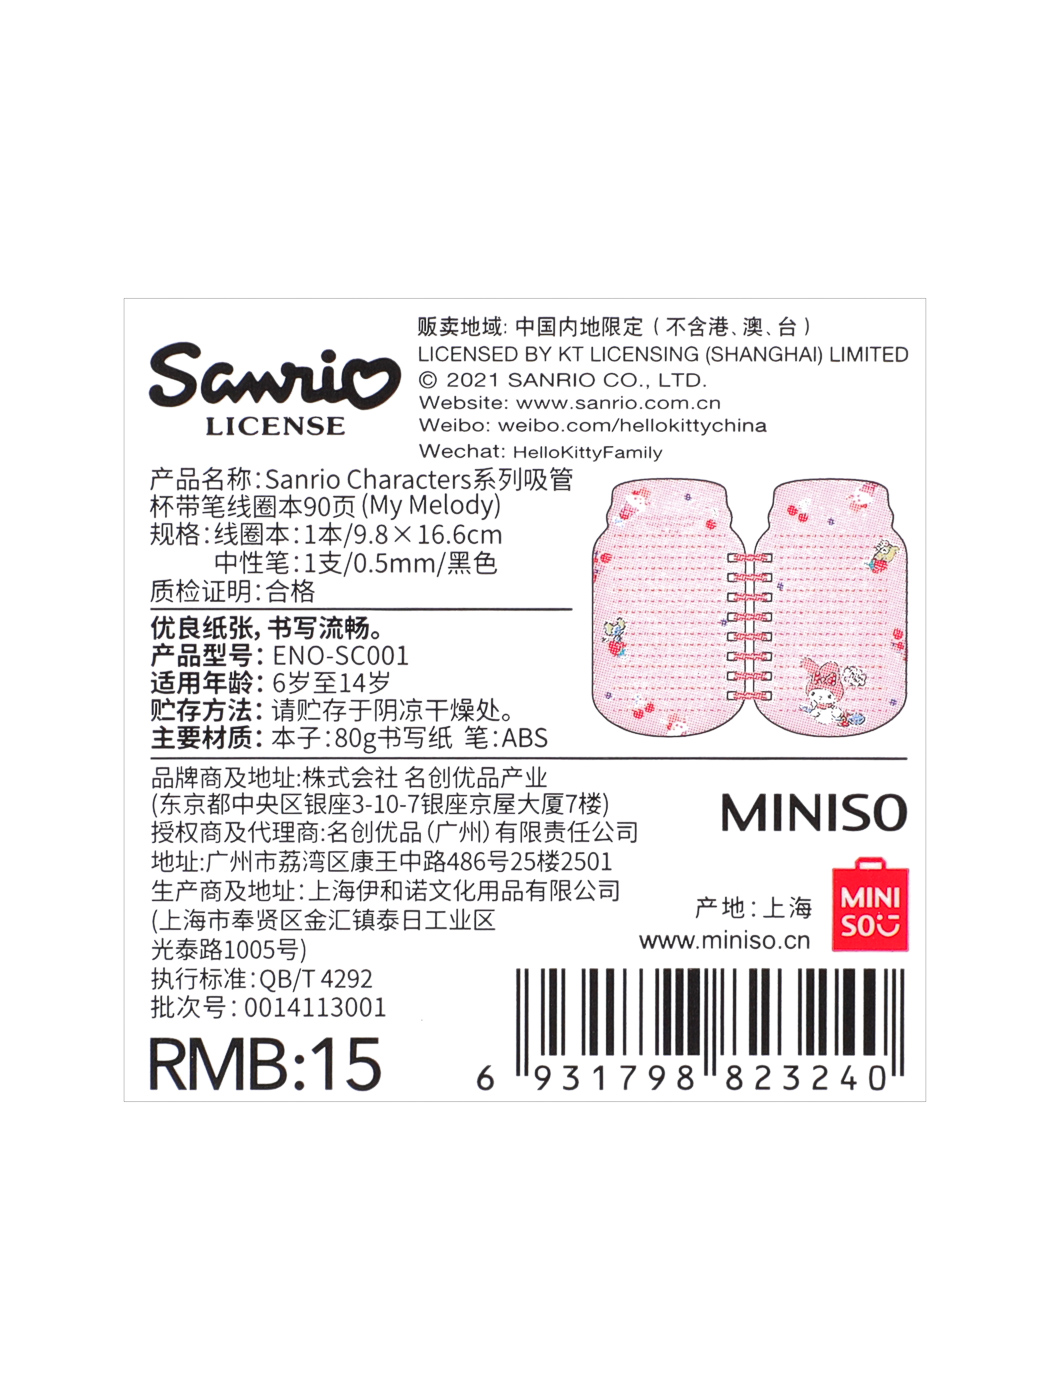 Sanrio
LICENSE
贩卖地域: 中国内地限定 ( 不含港、澳、台 )
LICENSED BY KT LICENSING (SHANGHAI) LIMITED
© 2021 SANRIO CO., LTD.
Website: www.sanrio.com.cn
Weibo: weibo.com/hellokittychina
Wechat: HelloKittyFamily
产品名称:Sanrio Characters系列吸管
杯带笔线圈本90页(My Melody)
规格:线圈本:1本/9.8×16.6cm
中性笔:1支/0.5mm/黑色
质检证明:合格
优良纸张, 书写流畅。
产品型号: ENO-SC001
适用年龄: 6岁至14岁
贮存方法: 请贮存于阴凉干燥处。
主要材质: 本子:80g书写纸 笔:ABS
品牌商及地址:株式会社 名创优品产业
(东京都中央区银座3-10-7银座京屋大厦7楼)
授权商及代理商:名创优品(广州)有限责任公司
地址:广州市荔湾区康王中路486号25楼2501
生产商及地址:上海伊和诺文化用品有限公司
(上海市奉贤区金汇镇泰日工业区
光泰路1005号)
执行标准:QB/T 4292
批次号: 0014113001
RMB:15
MINISO
产地:上海
www.miniso.cn
MINI
SO
6 931798 823240